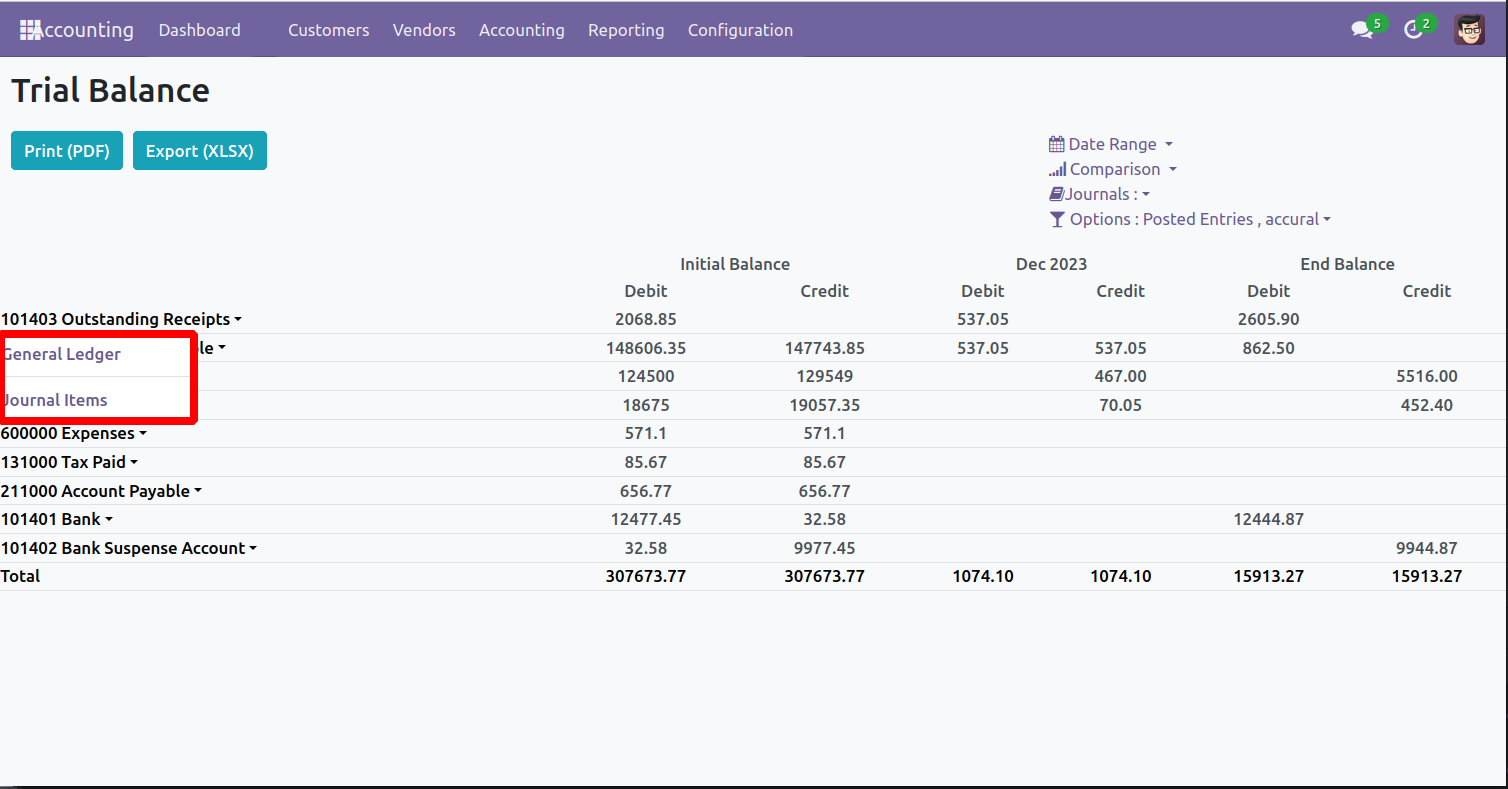 Accounting Dashboard Customers Vendors Accounting Reporting Configuration 5 2
Trial Balance
Print (PDF) Export (XLSX)
Date Range
Comparison
Journals :
Options : Posted Entries , accural
Initial Balance Dec 2023 End Balance
Debit Credit Debit Credit Debit Credit
101403 Outstanding Receipts 2068.85 537.05 2605.90
148606.35 147743.85 537.05 537.05 862.50
General Ledger
124500 129549 467.00 5516.00
Journal Items
18675 19057.35 70.05 452.40
600000 Expenses 571.1 571.1
131000 Tax Paid 85.67 85.67
211000 Account Payable 656.77 656.77
101401 Bank 12477.45 32.58 12444.87
101402 Bank Suspense Account 32.58 9977.45 9944.87
Total 307673.77 307673.77 1074.10 1074.10 15913.27 15913.27